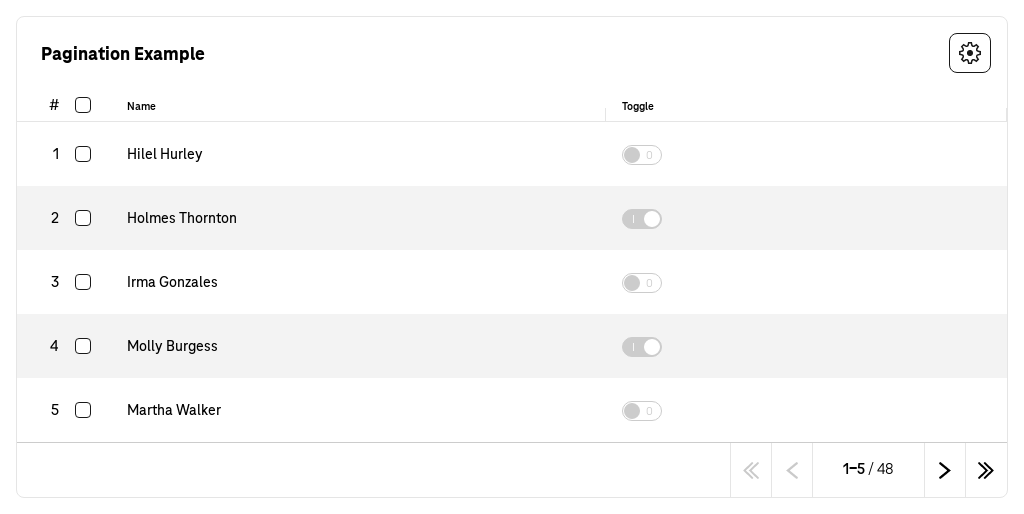 Pagination Example
# Name Toggle
1 Hilel Hurley 0
2 Holmes Thornton I
3 Irma Gonzales 0
4 Molly Burgess I
5 Martha Walker 0
1–5 / 48